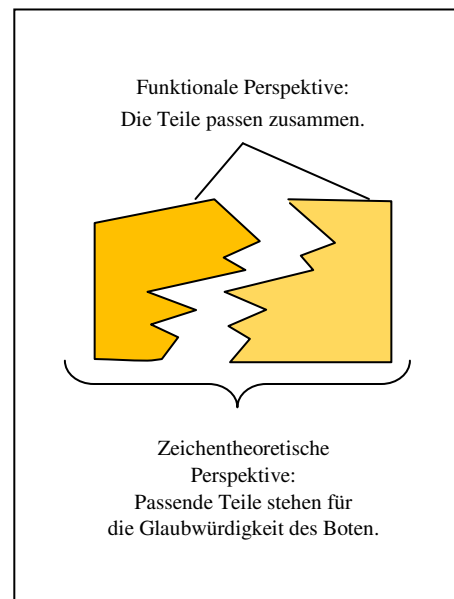 Funktionale Perspektive:
Die Teile passen zusammen.
Zeichentheoretische
Perspektive:
Passende Teile stehen für
die Glaubwürdigkeit des Boten.